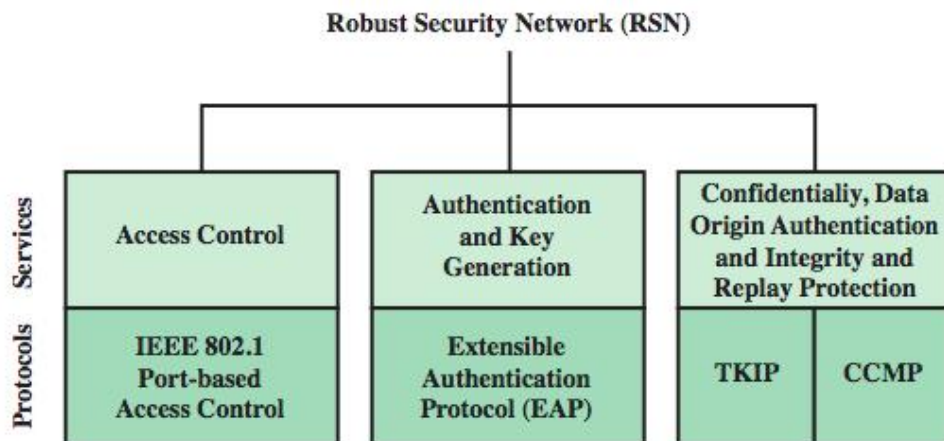 Robust Security Network (RSN)
Services
Access Control
Authentication
and Key
Generation
Confidentialiy, Data
Origin Authentication
and Integrity and
Replay Protection
Protocols
IEEE 802.1
Port-based
Access Control
Extensible
Authentication
Protocol (EAP)
TKIP
CCMP